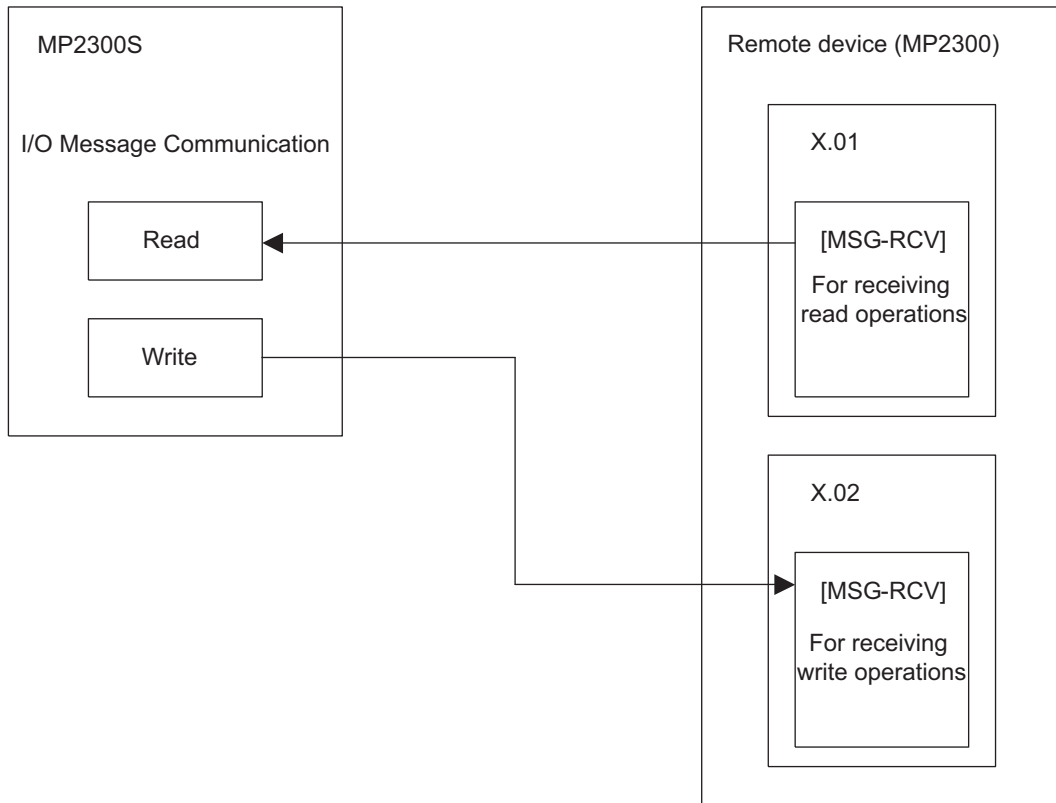 MP2300S
I/O Message Communication
Read
Write
Remote device (MP2300)
X.01
[MSG-RCV]
For receiving
read operations
X.02
[MSG-RCV]
For receiving
write operations